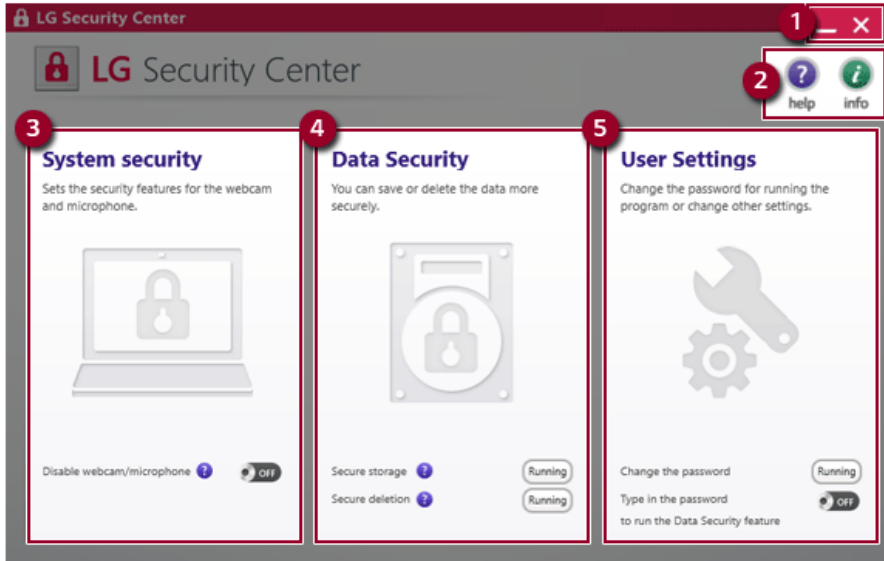 LG Security Center
1
LG Security Center
2
?
i
help
info
3
System security
Sets the security features for the webcam
and microphone.
Disable webcam/microphone ? OFF
4
Data Security
You can save or delete the data more
securely.
Secure storage ? Running
Secure deletion ? Running
5
User Settings
Change the password for running the
program or change other settings.
Change the password Running
Type in the password OFF
to run the Data Security feature